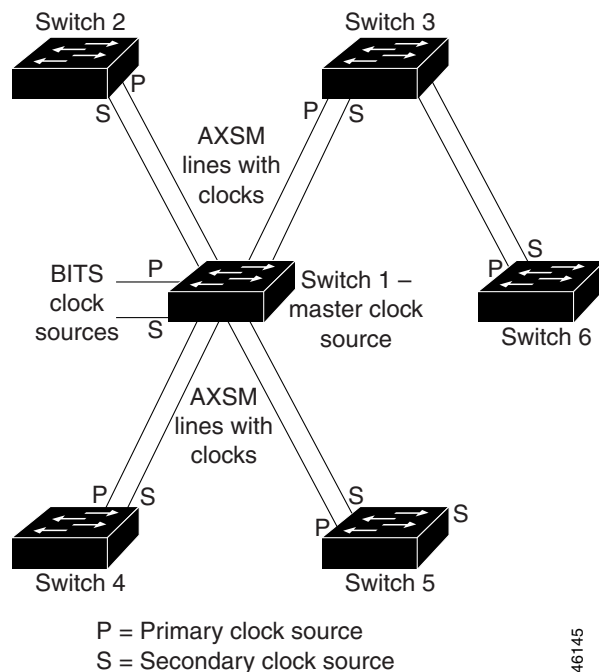 Switch 2
Switch 3
P
S
P
S
AXSM
lines with
clocks
BITS
clock
sources
P
S
Switch 1 –
master clock
source
S
P
Switch 6
AXSM
lines with
clocks
P
S
S
P
S
Switch 4
Switch 5
P = Primary clock source
S = Secondary clock source
46145